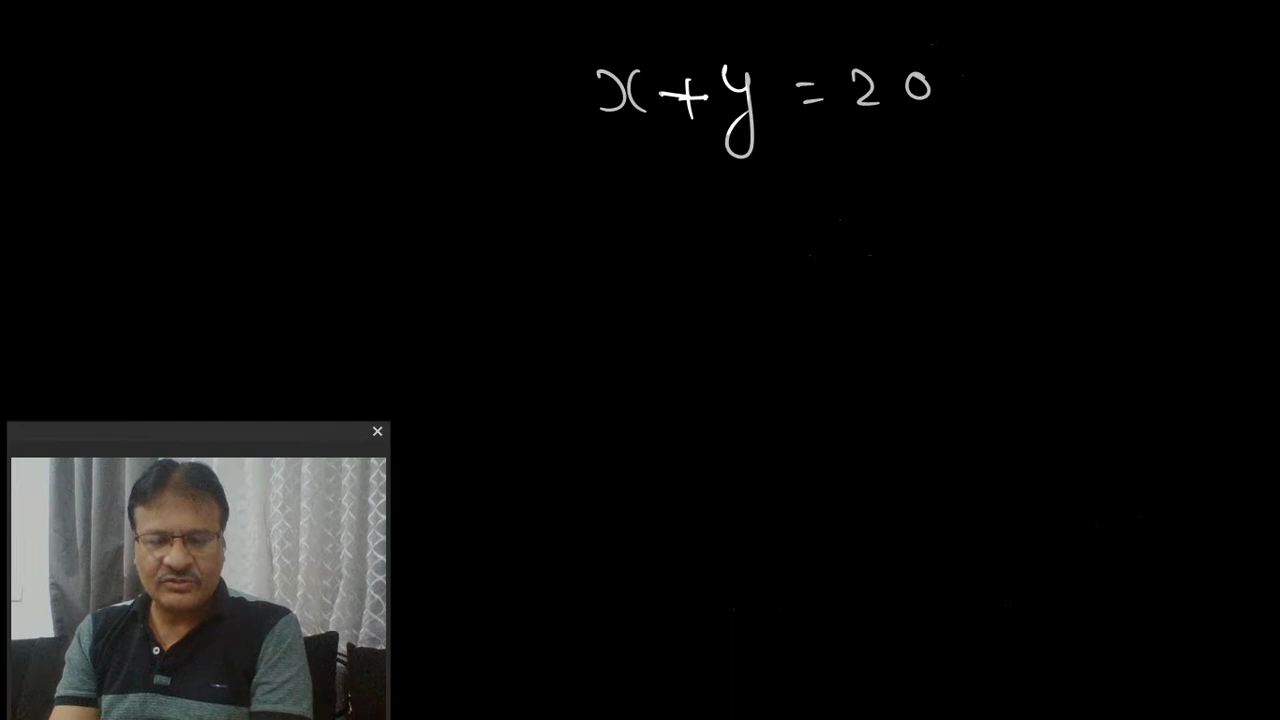 x + y = 20